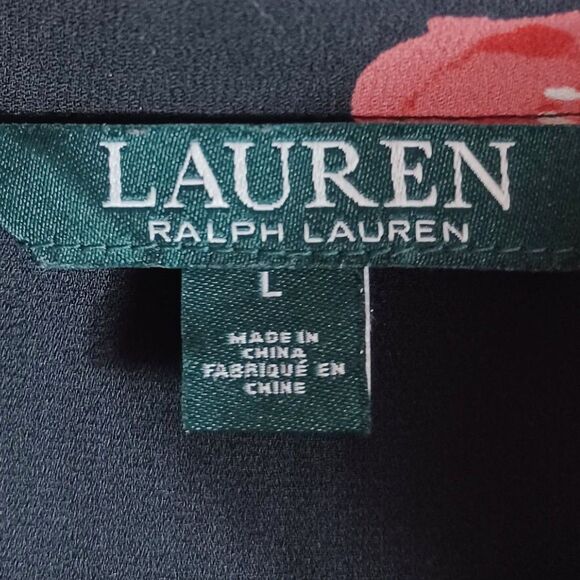 LAUREN
RALPH LAUREN
L
MADE IN
CHINA
FABRIQUÉ EN
CHINE